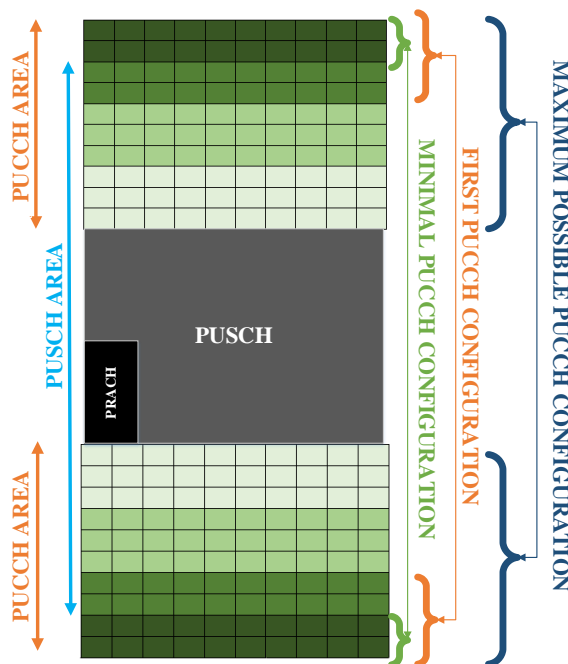 PUCCH AREA
PUSCH AREA
PUSCH
PRACH
PUCCH AREA
MINIMAL PUCCH CONFIGURATION
FIRST PUCCH CONFIGURATION
MAXIMUM POSSIBLE PUCCH CONFIGURATION